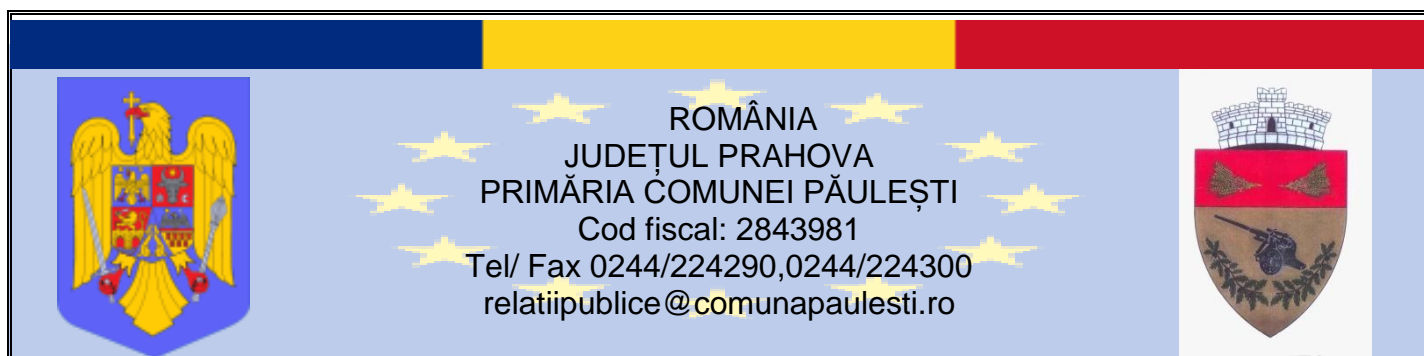 ROMÂNIA
JUDEȚUL PRAHOVA
PRIMĂRIA COMUNEI PĂULEȘTI
Cod fiscal: 2843981
Tel/ Fax 0244/224290,0244/224300
relatiipublice@comunapaulesti.ro